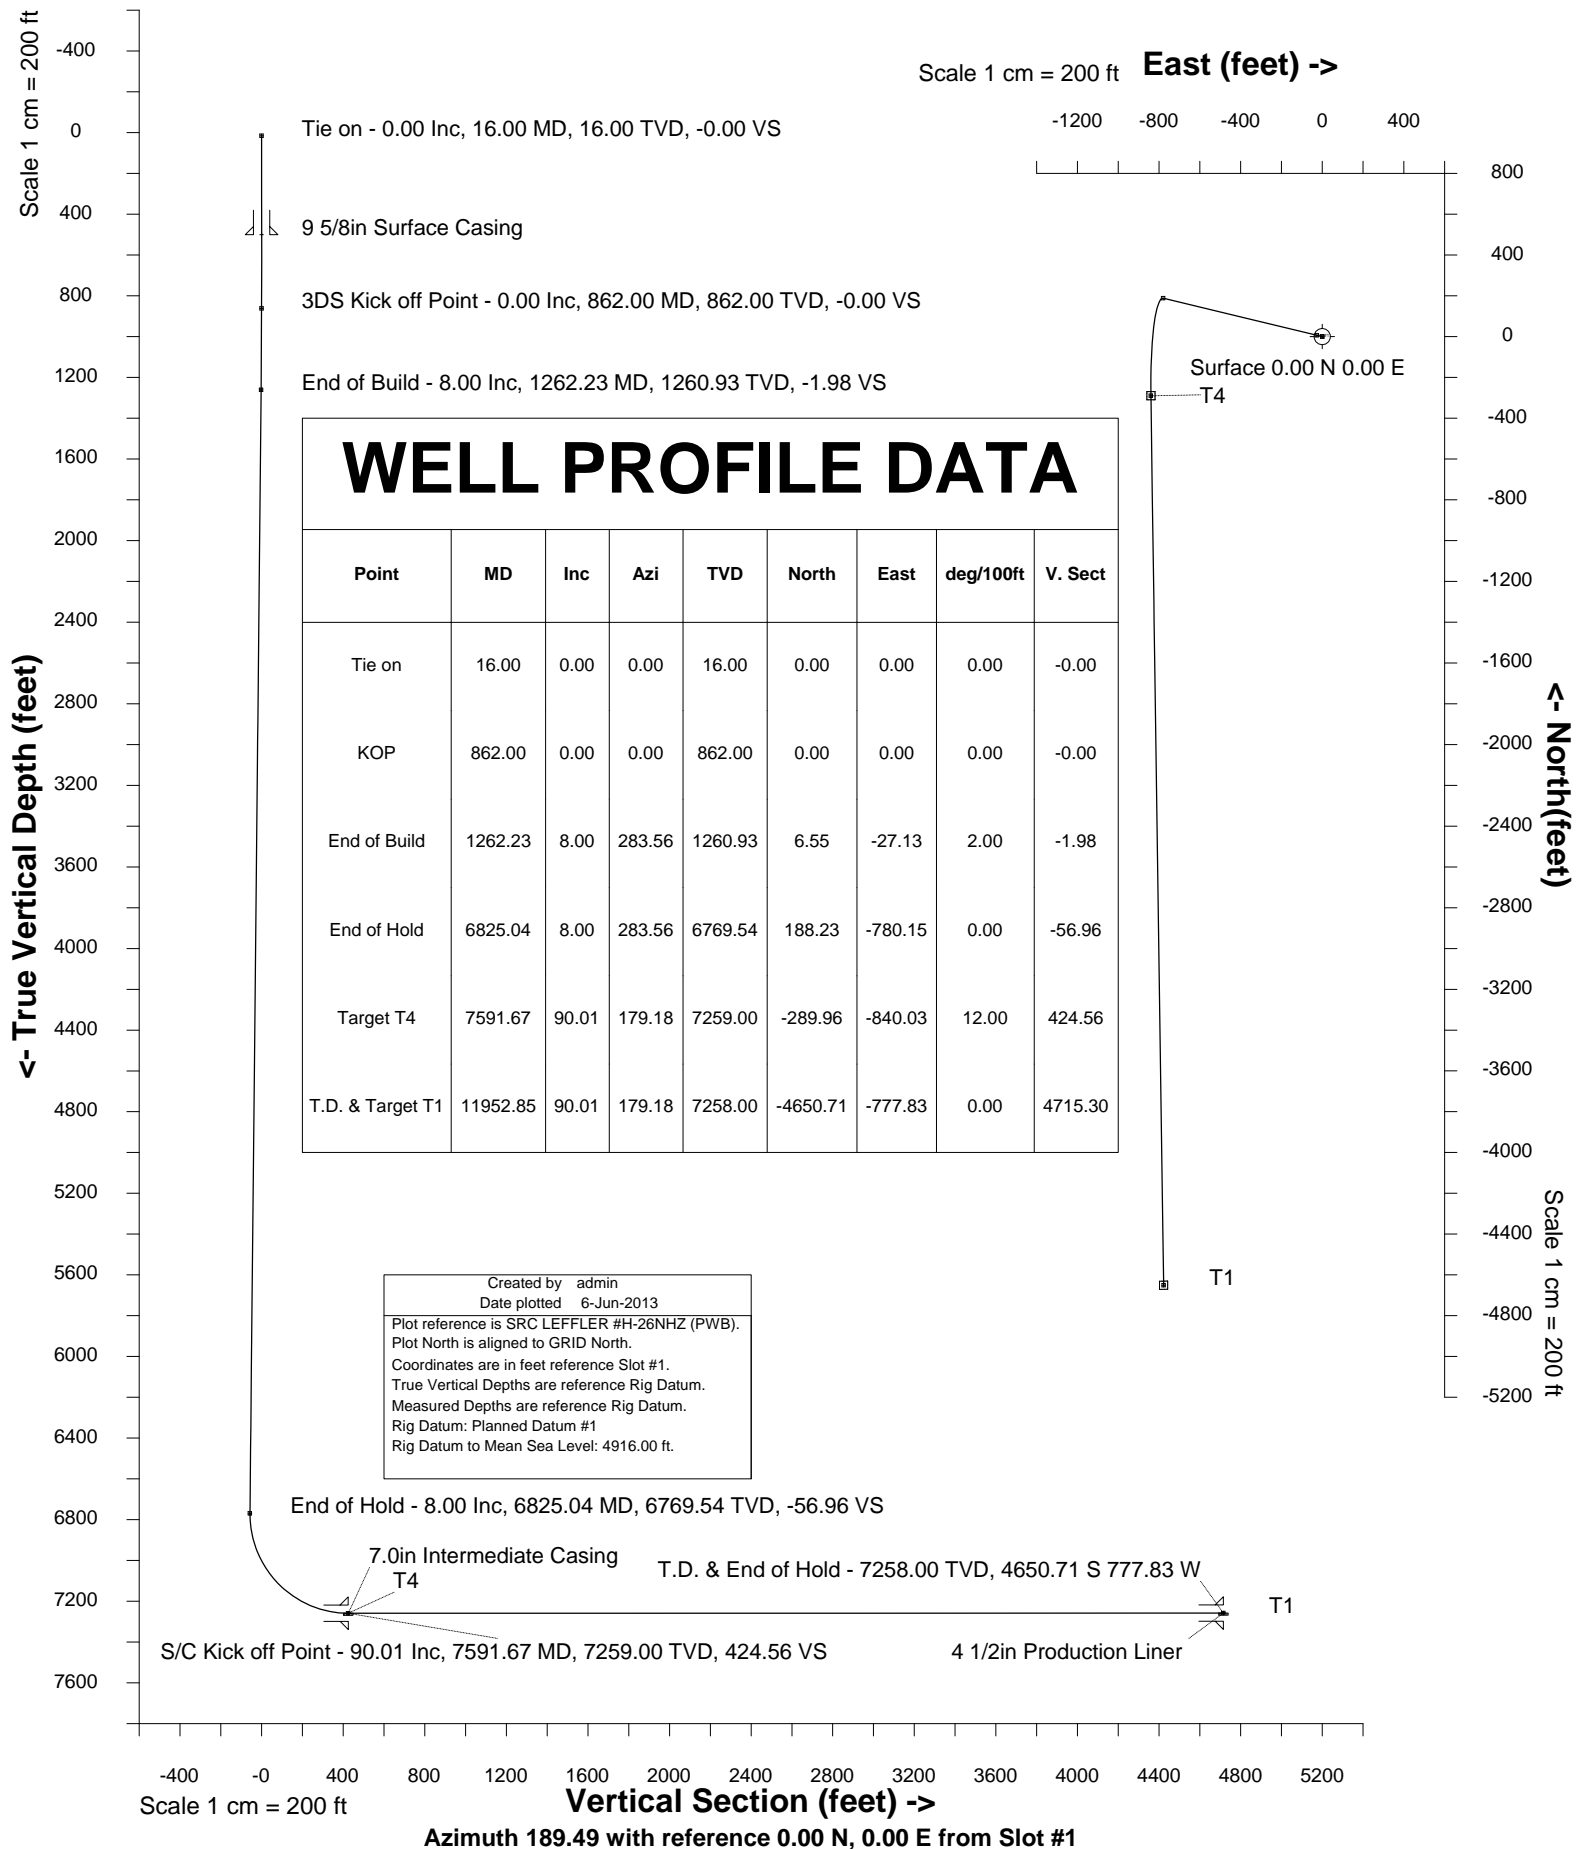 Scale 1 cm = 200 ft
-400
0
400
800
1200
1600
2000
2400
2800
3200
3600
4000
4400
4800
5200
5600
6000
6400
6800
7200
7600
<- True Vertical Depth (feet)
Scale 1 cm = 200 ft East (feet) ->
-1200 -800 -400 0 400
Tie on - 0.00 Inc, 16.00 MD, 16.00 TVD, -0.00 VS
9 5/8in Surface Casing
3DS Kick off Point - 0.00 Inc, 862.00 MD, 862.00 TVD, -0.00 VS
End of Build - 8.00 Inc, 1262.23 MD, 1260.93 TVD, -1.98 VS
Surface 0.00 N 0.00 E
T4
T1
800
400
0
-400
-800
-1200
-1600
-2000
-2400
-2800
-3200
-3600
-4000
-4400
-4800
-5200
<- North(feet)
Scale 1 cm = 200 ft
WELL PROFILE DATA
Point MD Inc Azi TVD North East deg/100ft V. Sect
Tie on 16.00 0.00 0.00 16.00 0.00 0.00 0.00 -0.00
KOP 862.00 0.00 0.00 862.00 0.00 0.00 0.00 -0.00
End of Build 1262.23 8.00 283.56 1260.93 6.55 -27.13 2.00 -1.98
End of Hold 6825.04 8.00 283.56 6769.54 188.23 -780.15 0.00 -56.96
Target T4 7591.67 90.01 179.18 7259.00 -289.96 -840.03 12.00 424.56
T.D. & Target T1 11952.85 90.01 179.18 7258.00 -4650.71 -777.83 0.00 4715.30
Created by admin
Date plotted 6-Jun-2013
Plot reference is SRC LEFFLER #H-26NHZ (PWB).
Plot North is aligned to GRID North.
Coordinates are in feet reference Slot #1.
True Vertical Depths are reference Rig Datum.
Measured Depths are reference Rig Datum.
Rig Datum: Planned Datum #1
Rig Datum to Mean Sea Level: 4916.00 ft.
End of Hold - 8.00 Inc, 6825.04 MD, 6769.54 TVD, -56.96 VS
7.0in Intermediate Casing
T4
T.D. & End of Hold - 7258.00 TVD, 4650.71 S 777.83 W
T1
S/C Kick off Point - 90.01 Inc, 7591.67 MD, 7259.00 TVD, 424.56 VS
4 1/2in Production Liner
-400 -0 400 800 1200 1600 2000 2400 2800 3200 3600 4000 4400 4800 5200
Scale 1 cm = 200 ft Vertical Section (feet) ->
Azimuth 189.49 with reference 0.00 N, 0.00 E from Slot #1